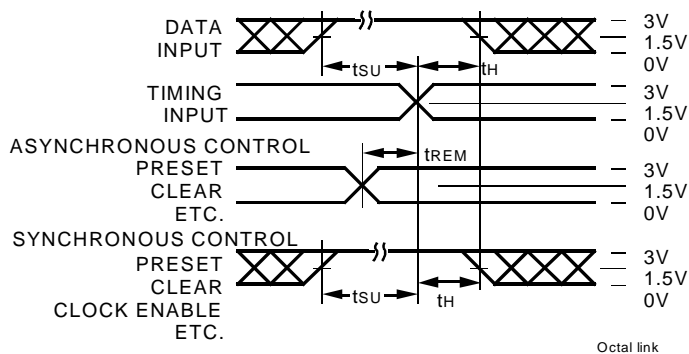 DATA
INPUT
3V
1.5V
0V
tSU
tH
TIMING
INPUT
3V
1.5V
0V
ASYNCHRONOUS CONTROL
PRESET
CLEAR
ETC.
tREM
3V
1.5V
0V
SYNCHRONOUS CONTROL
PRESET
CLEAR
CLOCK ENABLE
ETC.
tSU
tH
3V
1.5V
0V
Octal link